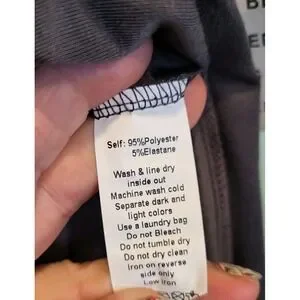 Self: 95%Polyester
5%Elastane
Wash & line dry
inside out
Machine wash cold
Separate dark and
light colors
Use a laundry bag
Do not Bleach
Do not tumble dry
Do not dry clean
Iron on reverse
side only
Low iron